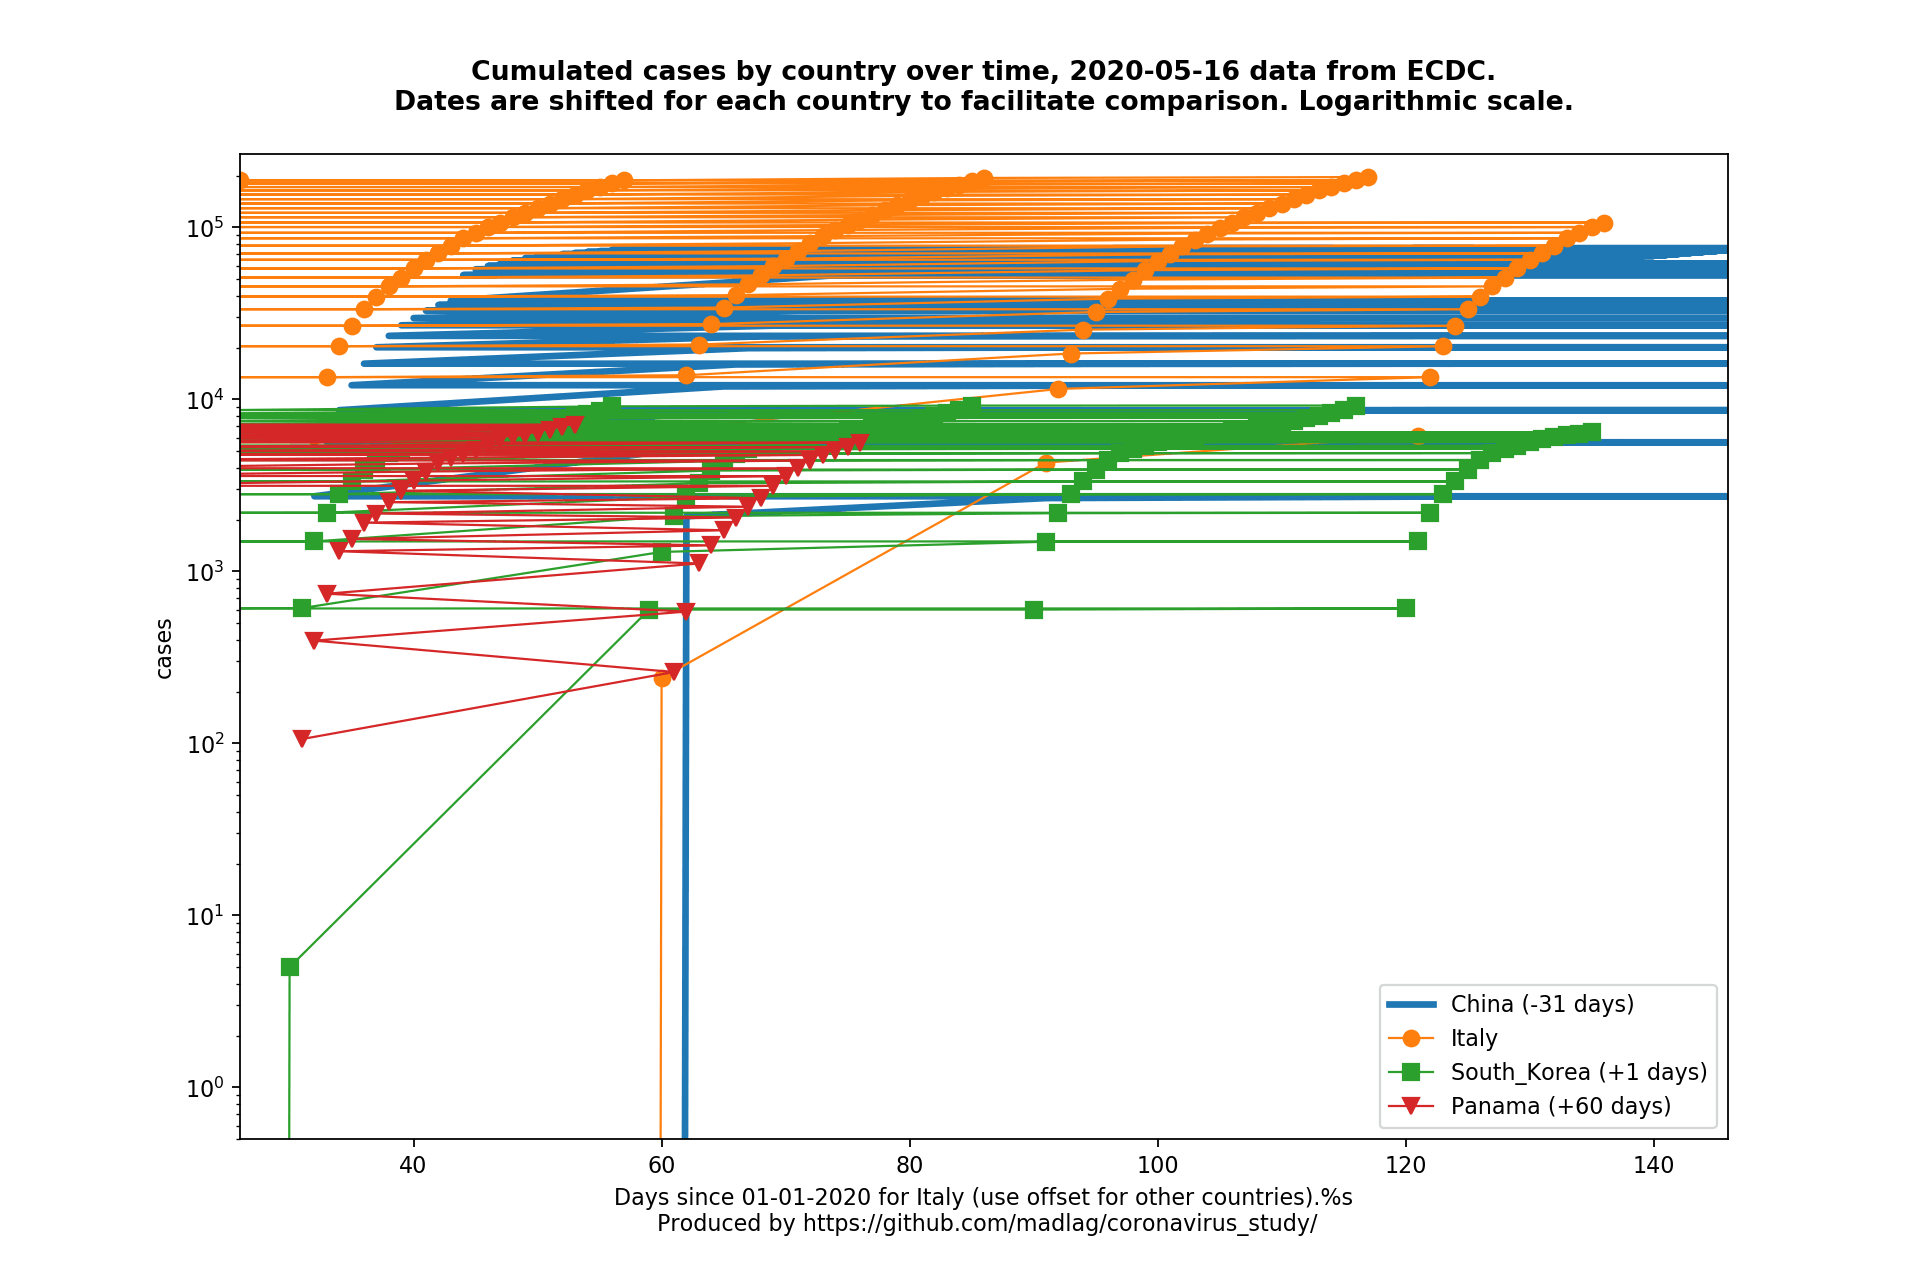 Cumulated cases by country over time, 2020-05-16 data from ECDC.
Dates are shifted for each country to facilitate comparison. Logarithmic scale.
cases
10⁵
10⁴
10³
10²
10¹
10⁰
40 60 80 100 120 140
Days since 01-01-2020 for Italy (use offset for other countries).%s
Produced by https://github.com/madlag/coronavirus_study/
China (-31 days)
Italy
South_Korea (+1 days)
Panama (+60 days)